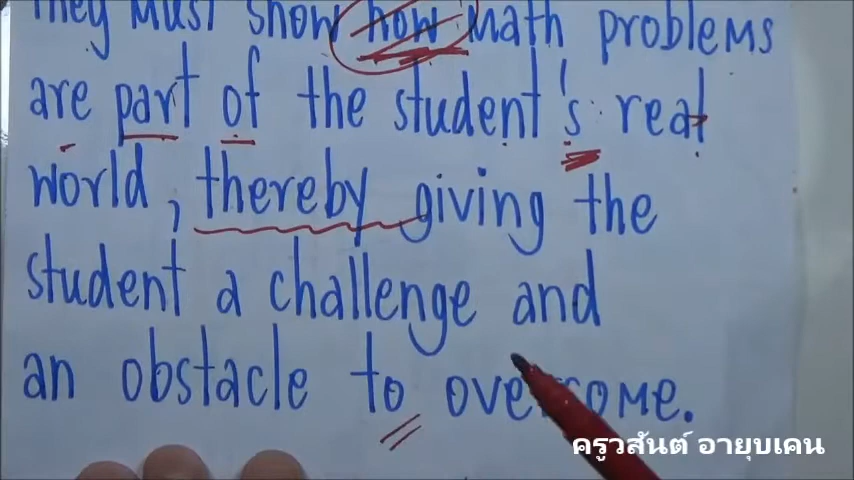 They must show how math problems
are part of the student's real
world, thereby giving the
student a challenge and
an obstacle to overcome.
ครูวสันต์ อายุบเคน